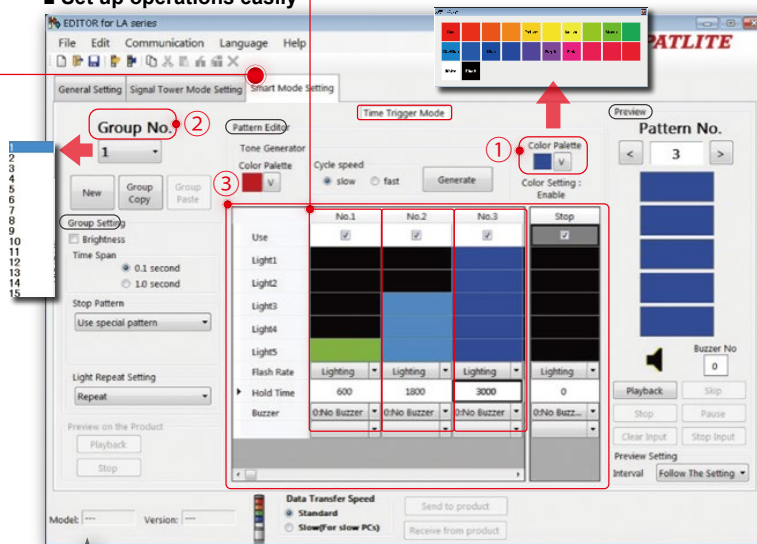 ■ Set up operations easily
EDITOR for LA series
File Edit Communication Language Help
PATLITE
General Setting Signal Tower Mode Setting Smart Mode Setting
Time Trigger Mode
Group No. ②
1
1
2
3
4
5
6
7
8
9
10
11
12
13
14
15
New
Group Copy
Group Paste
Group Setting
Brightness
Time Span
0.1 second
1.0 second
Stop Pattern
Use special pattern
Light Repeat Setting
Repeat
Preview on the Product
Playback
Stop
Pattern Editor
Tone Generator
Color Palette
V
③
Cycle speed
slow fast
Generate
①
Color Palette
V
Color Setting :
Enable
No.1 No.2 No.3 Stop
Use
Light1
Light2
Light3
Light4
Light5
Flash Rate Lighting Lighting Lighting Lighting
Hold Time 600 1800 3000 0
Buzzer 0:No Buzzer 0:No Buzzer 0:No Buzzer 0:No Buzz...
Preview
Pattern No.
< 3 >
Buzzer No
0
Playback Skip
Stop Pause
Clear Input Stop Input
Preview Setting
Interval Follow The Setting
Model: --- Version: ---
Data Transfer Speed
Standard
Slow(For slow PCs)
Send to product
Receive from product